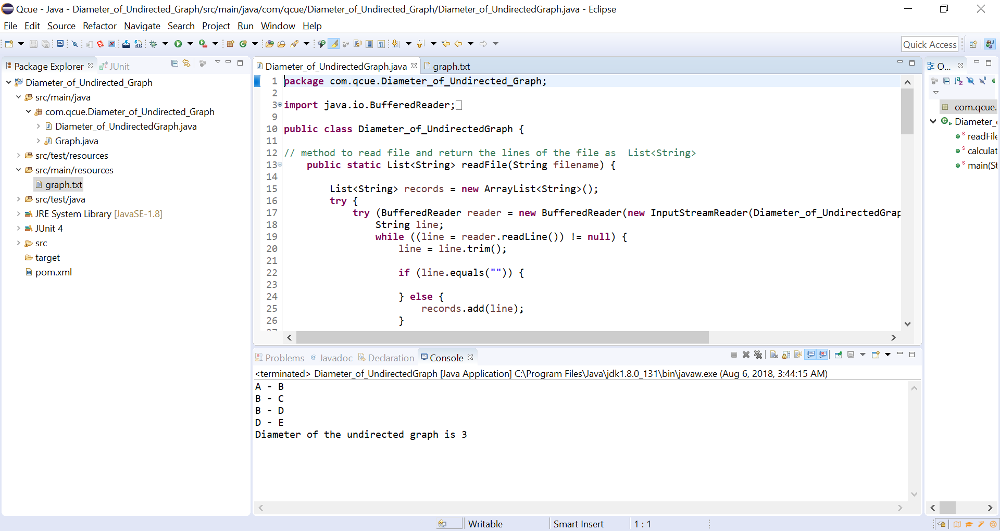 Qcue - Java - Diameter_of_Undirected_Graph/src/main/java/com/qcue/Diameter_of_Undirected_Graph/Diameter_of_UndirectedGraph.java - Eclipse
File Edit Source Refactor Navigate Search Project Run Window Help
Quick Access
Package Explorer JUnit
Diameter_of_Undirected_Graph
src/main/java
com.qcue.Diameter_of_Undirected_Graph
Diameter_of_UndirectedGraph.java
Graph.java
src/test/resources
src/main/resources
graph.txt
src/test/java
JRE System Library [JavaSE-1.8]
JUnit 4
src
target
pom.xml
Diameter_of_UndirectedGraph.java graph.txt
1 package com.qcue.Diameter_of_Undirected_Graph;
2
3 import java.io.BufferedReader;
9
10 public class Diameter_of_UndirectedGraph {
11
12 // method to read file and return the lines of the file as  List<String>
13     public static List<String> readFile(String filename) {
14
15         List<String> records = new ArrayList<String>();
16         try {
17             try (BufferedReader reader = new BufferedReader(new InputStreamReader(Diameter_of_UndirectedGrap
18                 String line;
19                 while ((line = reader.readLine()) != null) {
20                     line = line.trim();
21
22                     if (line.equals("")) {
23
24                     } else {
25                         records.add(line);
26                     }
O...
com.qcue.
Diameter_
readFile
calculat
main(St
Problems @ Javadoc Declaration Console
<terminated> Diameter_of_UndirectedGraph [Java Application] C:\Program Files\Java\jdk1.8.0_131\bin\javaw.exe (Aug 6, 2018, 3:44:15 AM)
A - B
B - C
B - D
D - E
Diameter of the undirected graph is 3
Writable Smart Insert 1 : 1